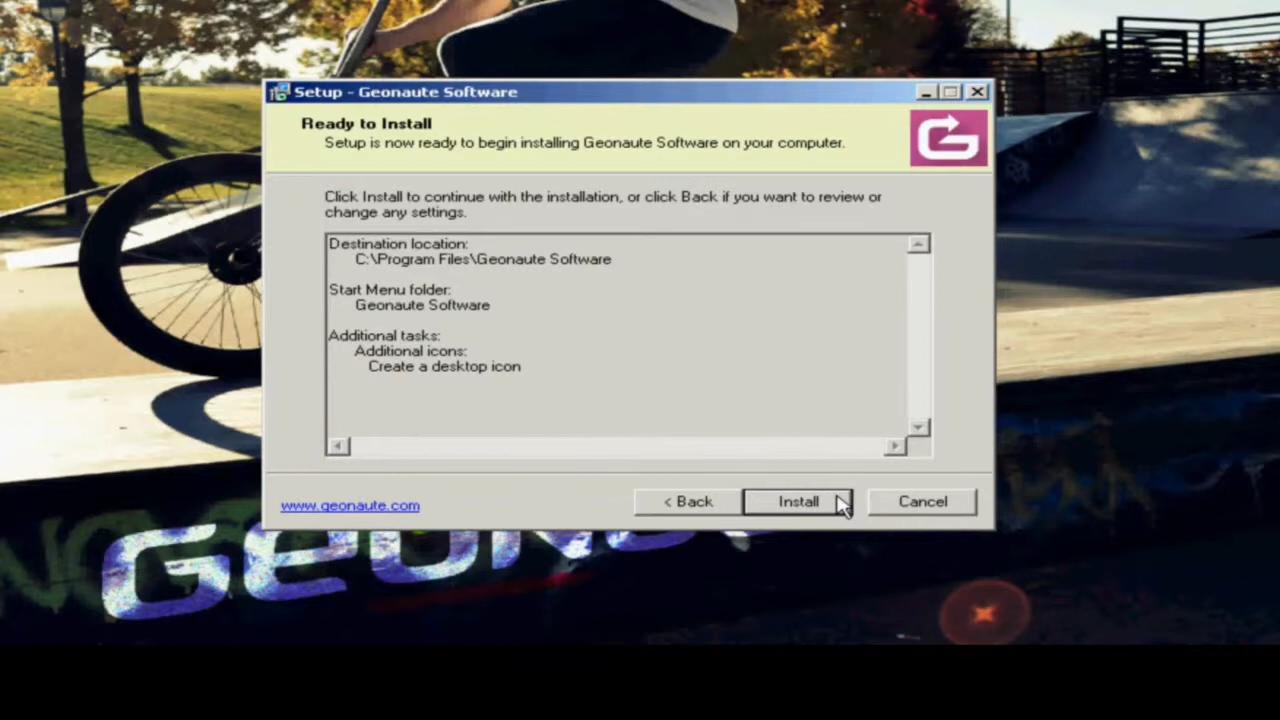 Setup - Geonaute Software
Ready to Install
Setup is now ready to begin installing Geonaute Software on your computer.
Click Install to continue with the installation, or click Back if you want to review or
change any settings.
Destination location:
C:\Program Files\Geonaute Software
Start Menu folder:
Geonaute Software
Additional tasks:
Additional icons:
Create a desktop icon
www.geonaute.com
< Back
Install
Cancel